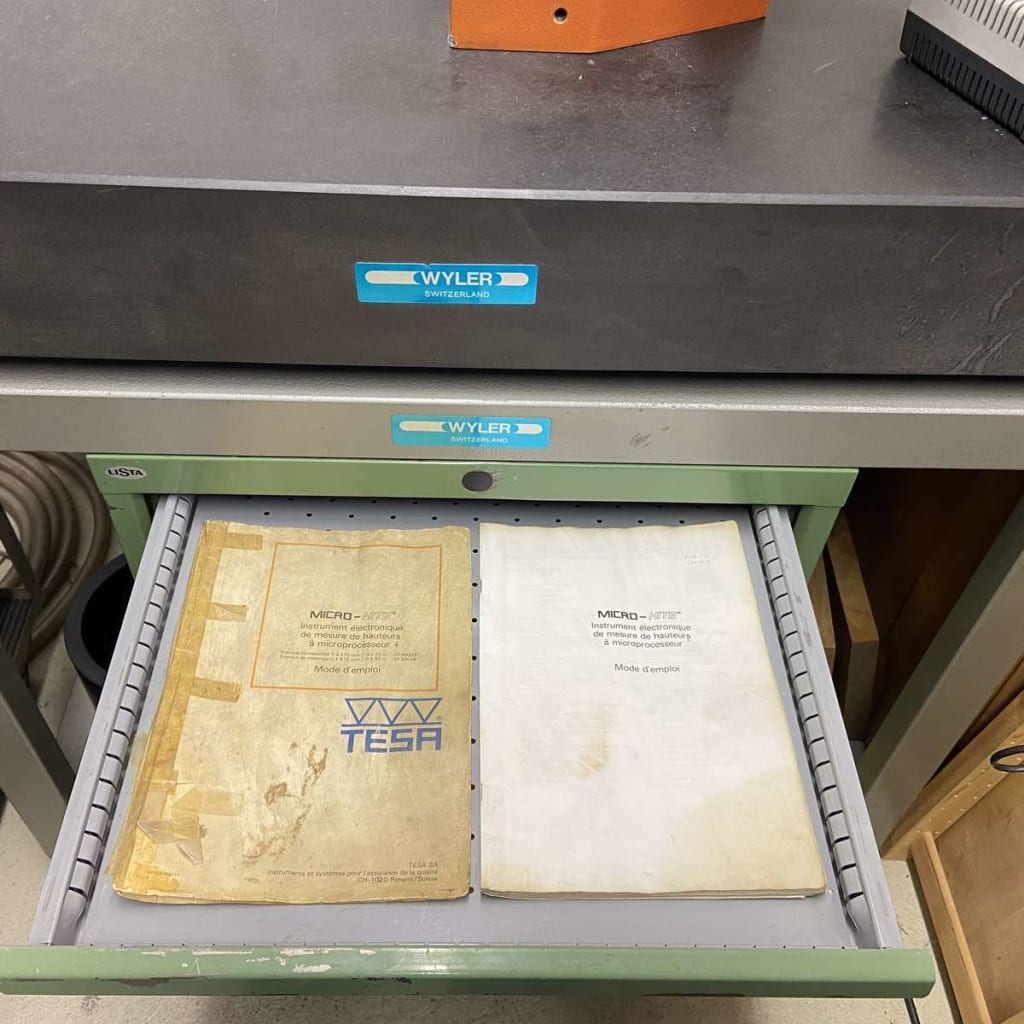 WYLER
SWITZERLAND
WYLER
SWITZERLAND
LISTA
MICRO-HITE
Instrument électronique
de mesure de hauteurs
à microprocesseur
Mode d'emploi
TESA
TESA SA
Instruments et systèmes pour l'assurance de la qualité
CH-1020 Renens/Suisse
MICRO-HITE
Instrument électronique
de mesure de hauteurs
à microprocesseur
Mode d'emploi